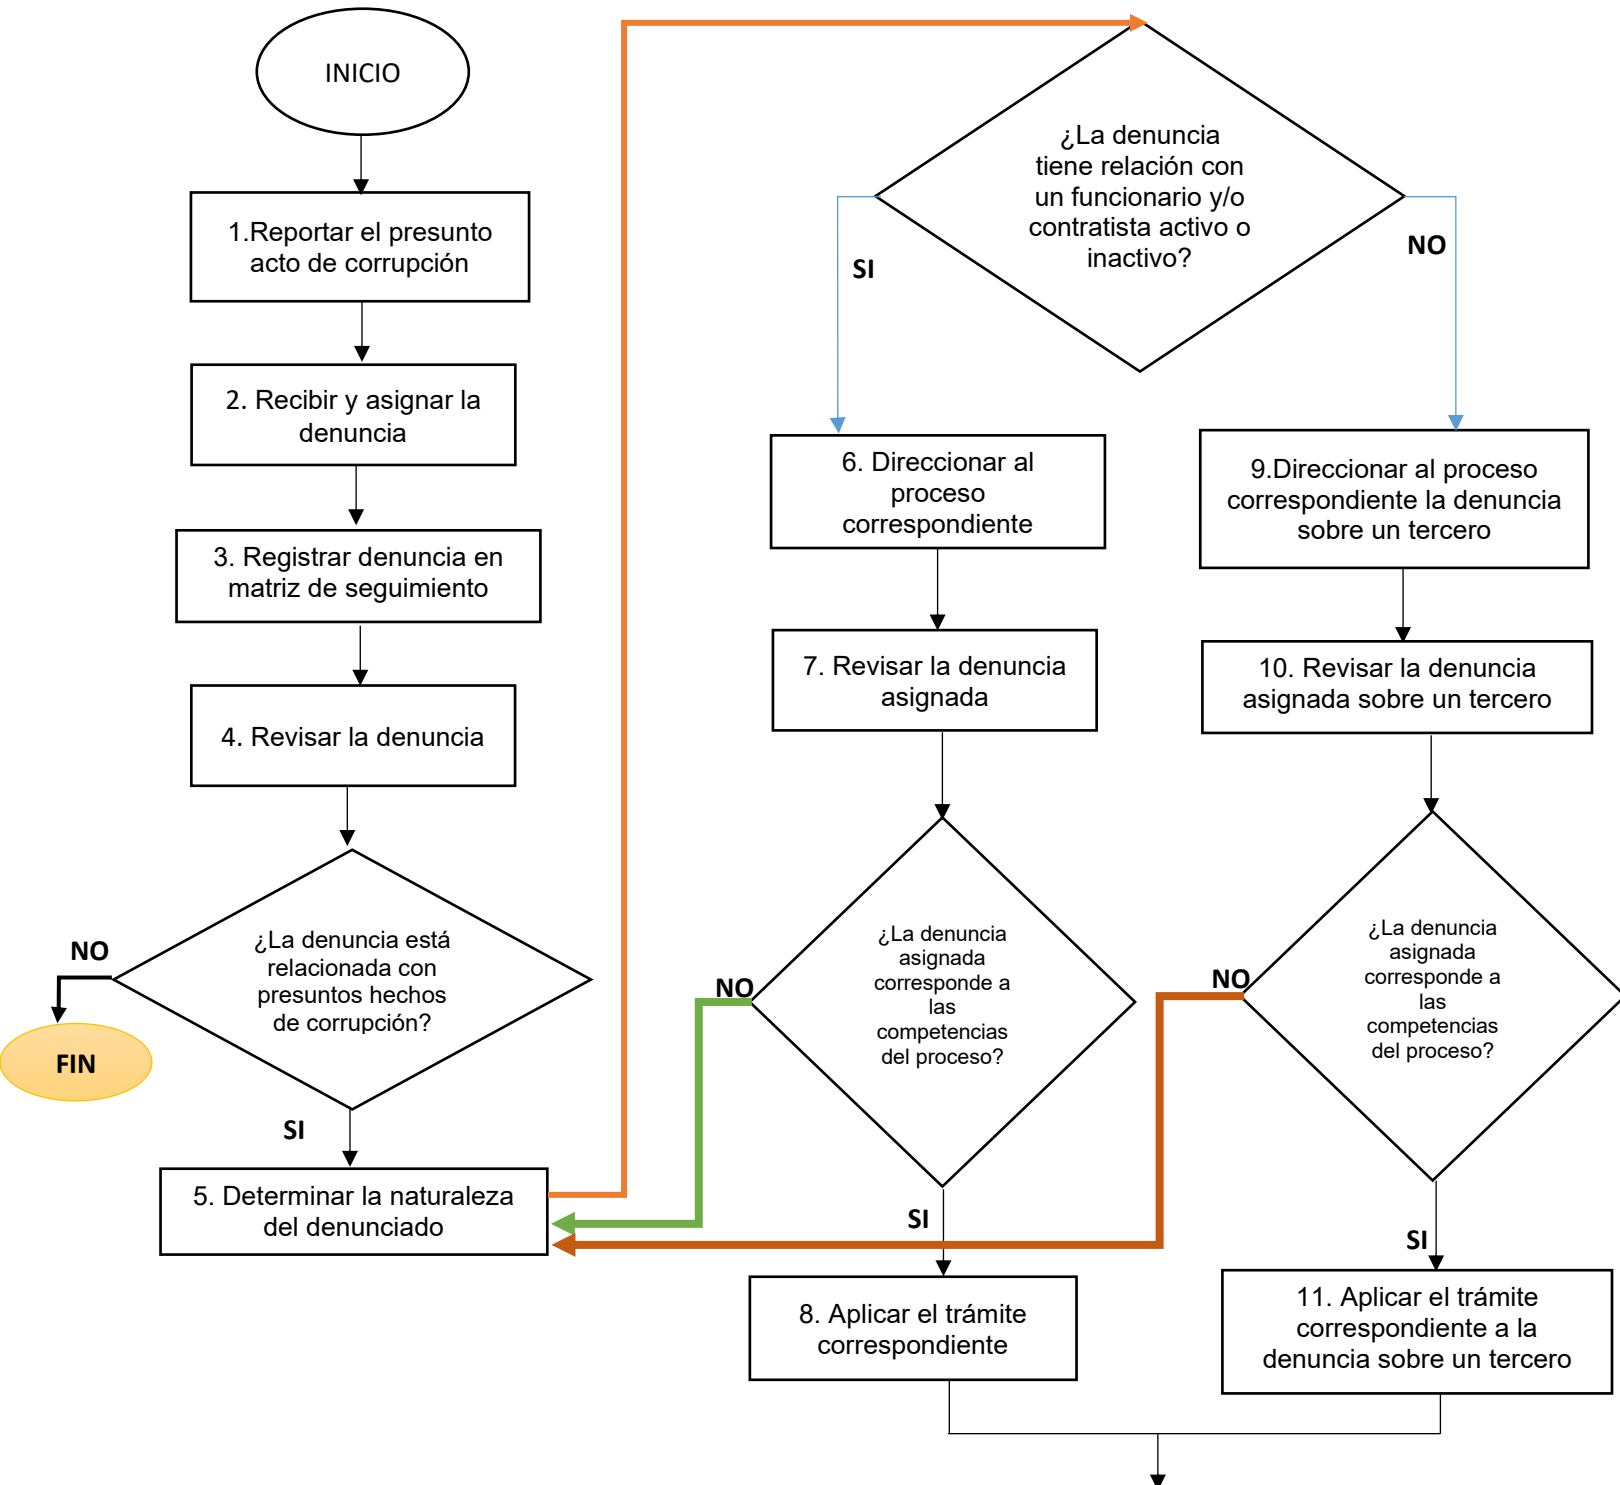 INICIO
1.Reportar el presunto
acto de corrupción
2. Recibir y asignar la
denuncia
3. Registrar denuncia en
matriz de seguimiento
4. Revisar la denuncia
¿La denuncia está
relacionada con
presuntos hechos
de corrupción?
NO
FIN
SI
5. Determinar la naturaleza
del denunciado
¿La denuncia
tiene relación con
un funcionario y/o
contratista activo o
inactivo?
SI
NO
6. Direccionar al
proceso
correspondiente
7. Revisar la denuncia
asignada
¿La denuncia
asignada
corresponde a
las
competencias
del proceso?
NO
SI
8. Aplicar el trámite
correspondiente
9.Direccionar al proceso
correspondiente la denuncia
sobre un tercero
10. Revisar la denuncia
asignada sobre un tercero
¿La denuncia
asignada
corresponde a
las
competencias
del proceso?
NO
SI
11. Aplicar el trámite
correspondiente a la
denuncia sobre un tercero